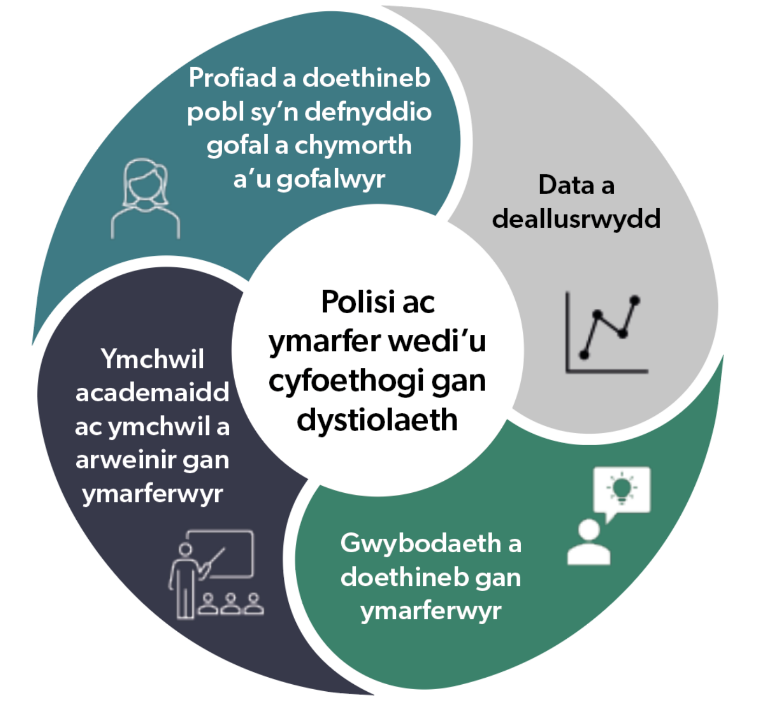 Profiad a doethineb
pobl sy’n defnyddio
gofal a chymorth
a’u gofalwyr
Data a
deallusrwydd
Polisi ac
ymarfer wedi’u
cyfoethogi gan
dystiolaeth
Ymchwil
academaidd
ac ymchwil a
arweinir gan
ymarferwyr
Gwybodaeth a
doethineb gan
ymarferwyr